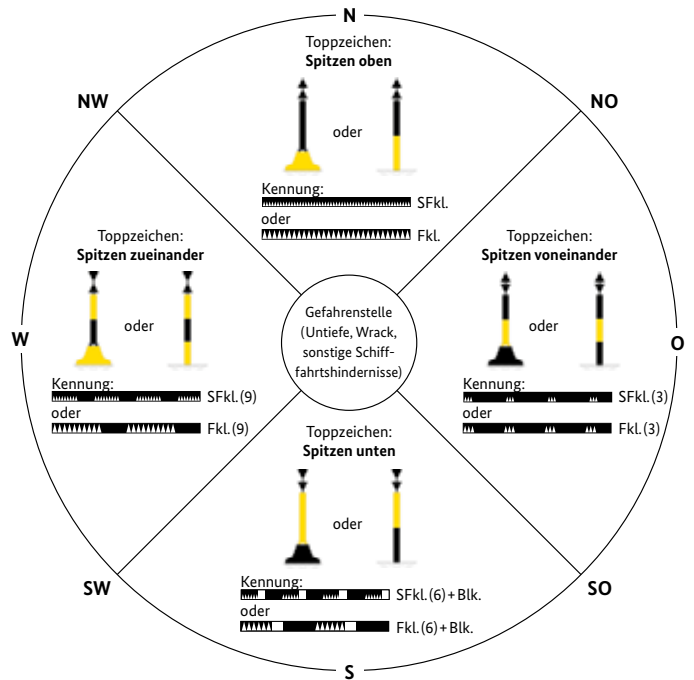 N
Toppzeichen:
Spitzen oben
NW
NO
oder
Kennung:
SFkl.
oder
Fkl.
Toppzeichen:
Spitzen zueinander
oder
Kennung:
SFkl.(9)
oder
Fkl.(9)
W
Gefahrenstelle
(Untiefe, Wrack,
sonstige Schiff-
fahrtshindernisse)
Toppzeichen:
Spitzen voneinander
oder
Kennung:
SFkl.(3)
oder
Fkl.(3)
O
Toppzeichen:
Spitzen unten
oder
Kennung:
SFkl.(6)+Blk.
oder
Fkl.(6)+Blk.
SW
SO
S